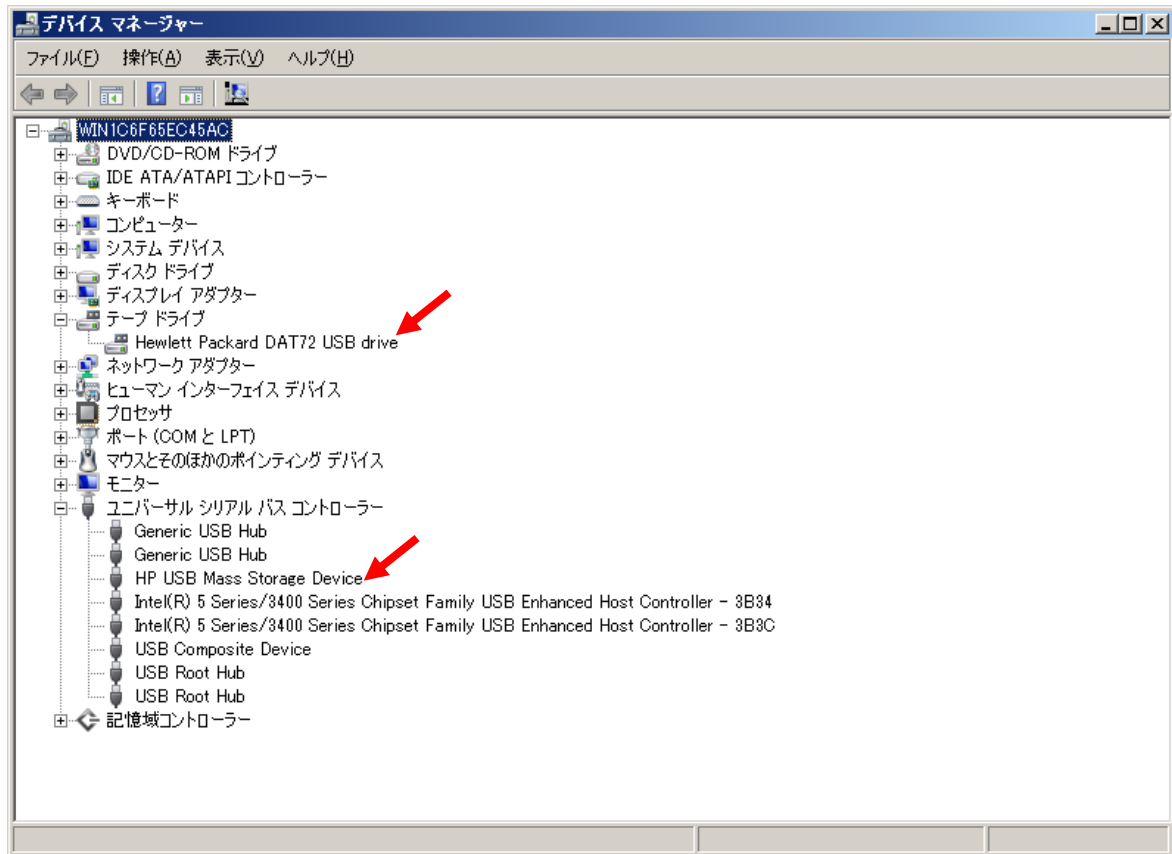 デバイス マネージャー
ファイル(F) 操作(A) 表示(V) ヘルプ(H)
WIN1C6F65EC45AC
DVD/CD-ROM ドライブ
IDE ATA/ATAPI コントローラー
キーボード
コンピューター
システム デバイス
ディスク ドライブ
ディスプレイ アダプター
テープ ドライブ
Hewlett Packard DAT72 USB drive
ネットワーク アダプター
ヒューマン インターフェイス デバイス
プロセッサ
ポート (COM と LPT)
マウスとそのほかのポインティング デバイス
モニター
ユニバーサル シリアル バス コントローラー
Generic USB Hub
Generic USB Hub
HP USB Mass Storage Device
Intel(R) 5 Series/3400 Series Chipset Family USB Enhanced Host Controller - 3B34
Intel(R) 5 Series/3400 Series Chipset Family USB Enhanced Host Controller - 3B3C
USB Composite Device
USB Root Hub
USB Root Hub
記憶域コントローラー